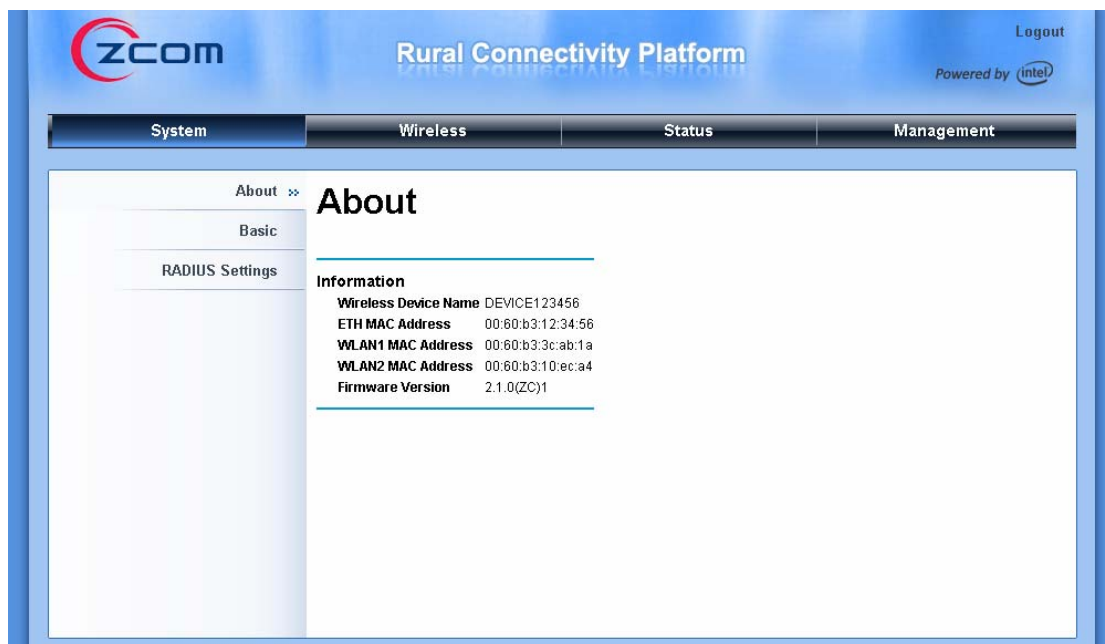 Logout
zcom
Rural Connectivity Platform
Powered by intel
System Wireless Status Management
About »
Basic
RADIUS Settings
About
Information
Wireless Device Name DEVICE123456
ETH MAC Address 00:60:b3:12:34:56
WLAN1 MAC Address 00:60:b3:3c:ab:1a
WLAN2 MAC Address 00:60:b3:10:ec:a4
Firmware Version 2.1.0(ZC)1